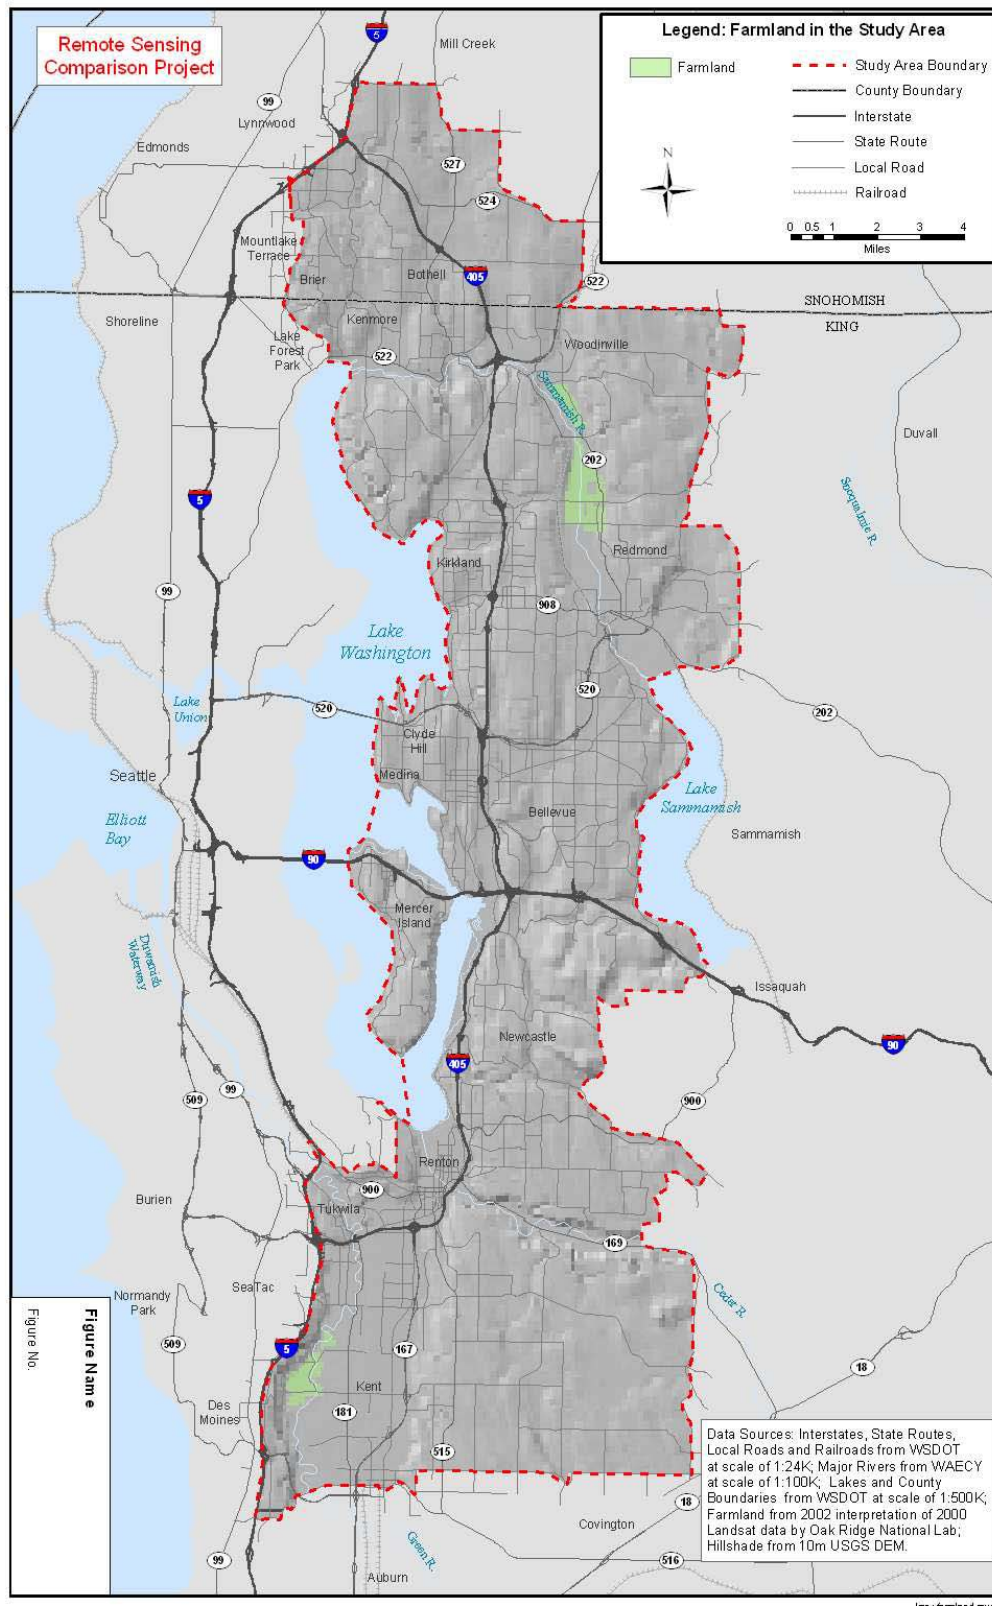 Remote Sensing
Comparison Project
Legend: Farmland in the Study Area
Farmland
Study Area Boundary
County Boundary
Interstate
State Route
Local Road
Railroad
N
0 0.5 1 2 3 4
Miles
5
Mill Creek
99
Lynnwood
Edmonds
527
524
Mountlake
Terrace
Brier
Bothell
405
522
SNOHOMISH
KING
Shoreline
Kenmore
Lake
Forest
Park
522
Woodinville
Sammamish R.
202
Duvall
Snoqualmie R.
5
Redmond
Kirkland
99
908
Lake
Washington
520
Lake
Union
520
202
Clyde
Hill
Seattle
Medina
Lake
Sammamish
Elliott
Bay
Bellevue
Sammamish
90
Mercer
Island
Duwamish
Waterway
Issaquah
Newcastle
90
405
99
509
900
Renton
900
Burien
Tukwila
169
SeaTac
Normandy
Park
Cedar R.
509
5
167
18
Kent
Des
Moines
181
515
18
Covington
99
Green R.
Auburn
516
Figure Name
Figure No.
Data Sources: Interstates, State Routes,
Local Roads and Railroads from WSDOT
at scale of 1:24K; Major Rivers from WAECY
at scale of 1:100K; Lakes and County
Boundaries from WSDOT at scale of 1:500K;
Farmland from 2002 interpretation of 2000
Landsat data by Oak Ridge National Lab;
Hillshade from 10m USGS DEM.